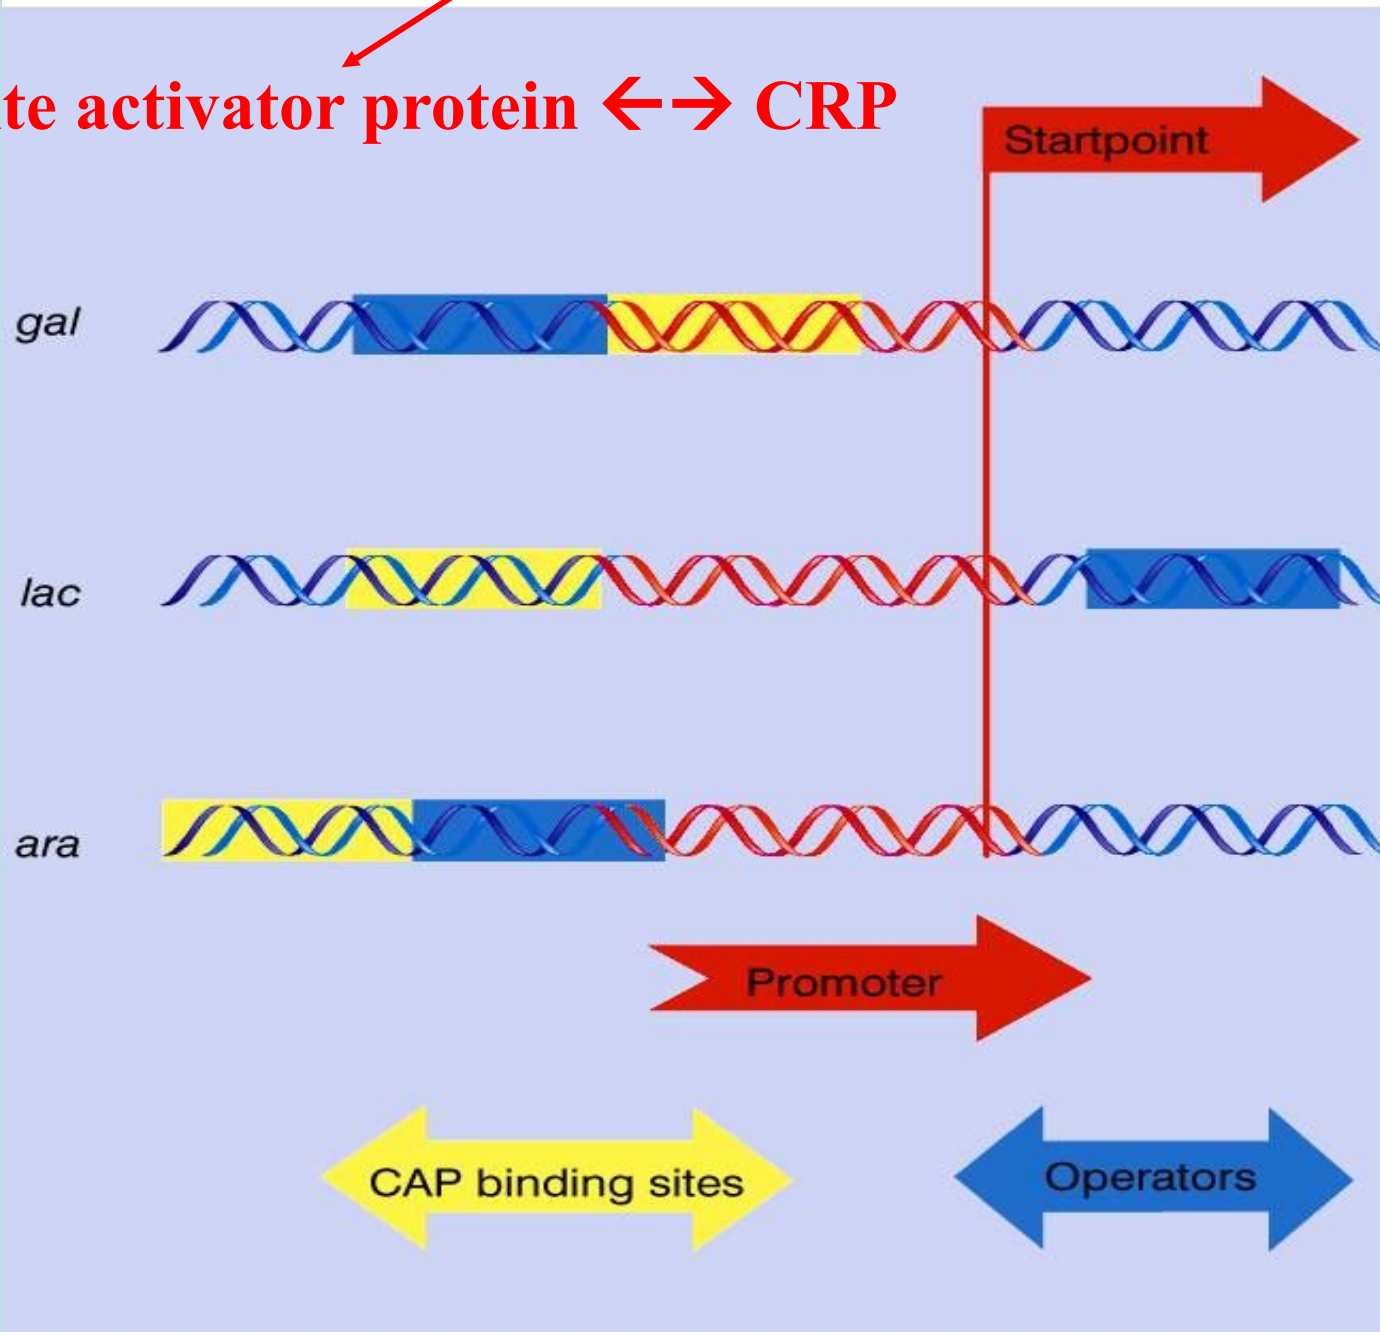 te activator protein ←→ CRP
Startpoint
gal
lac
ara
Promoter
CAP binding sites
Operators